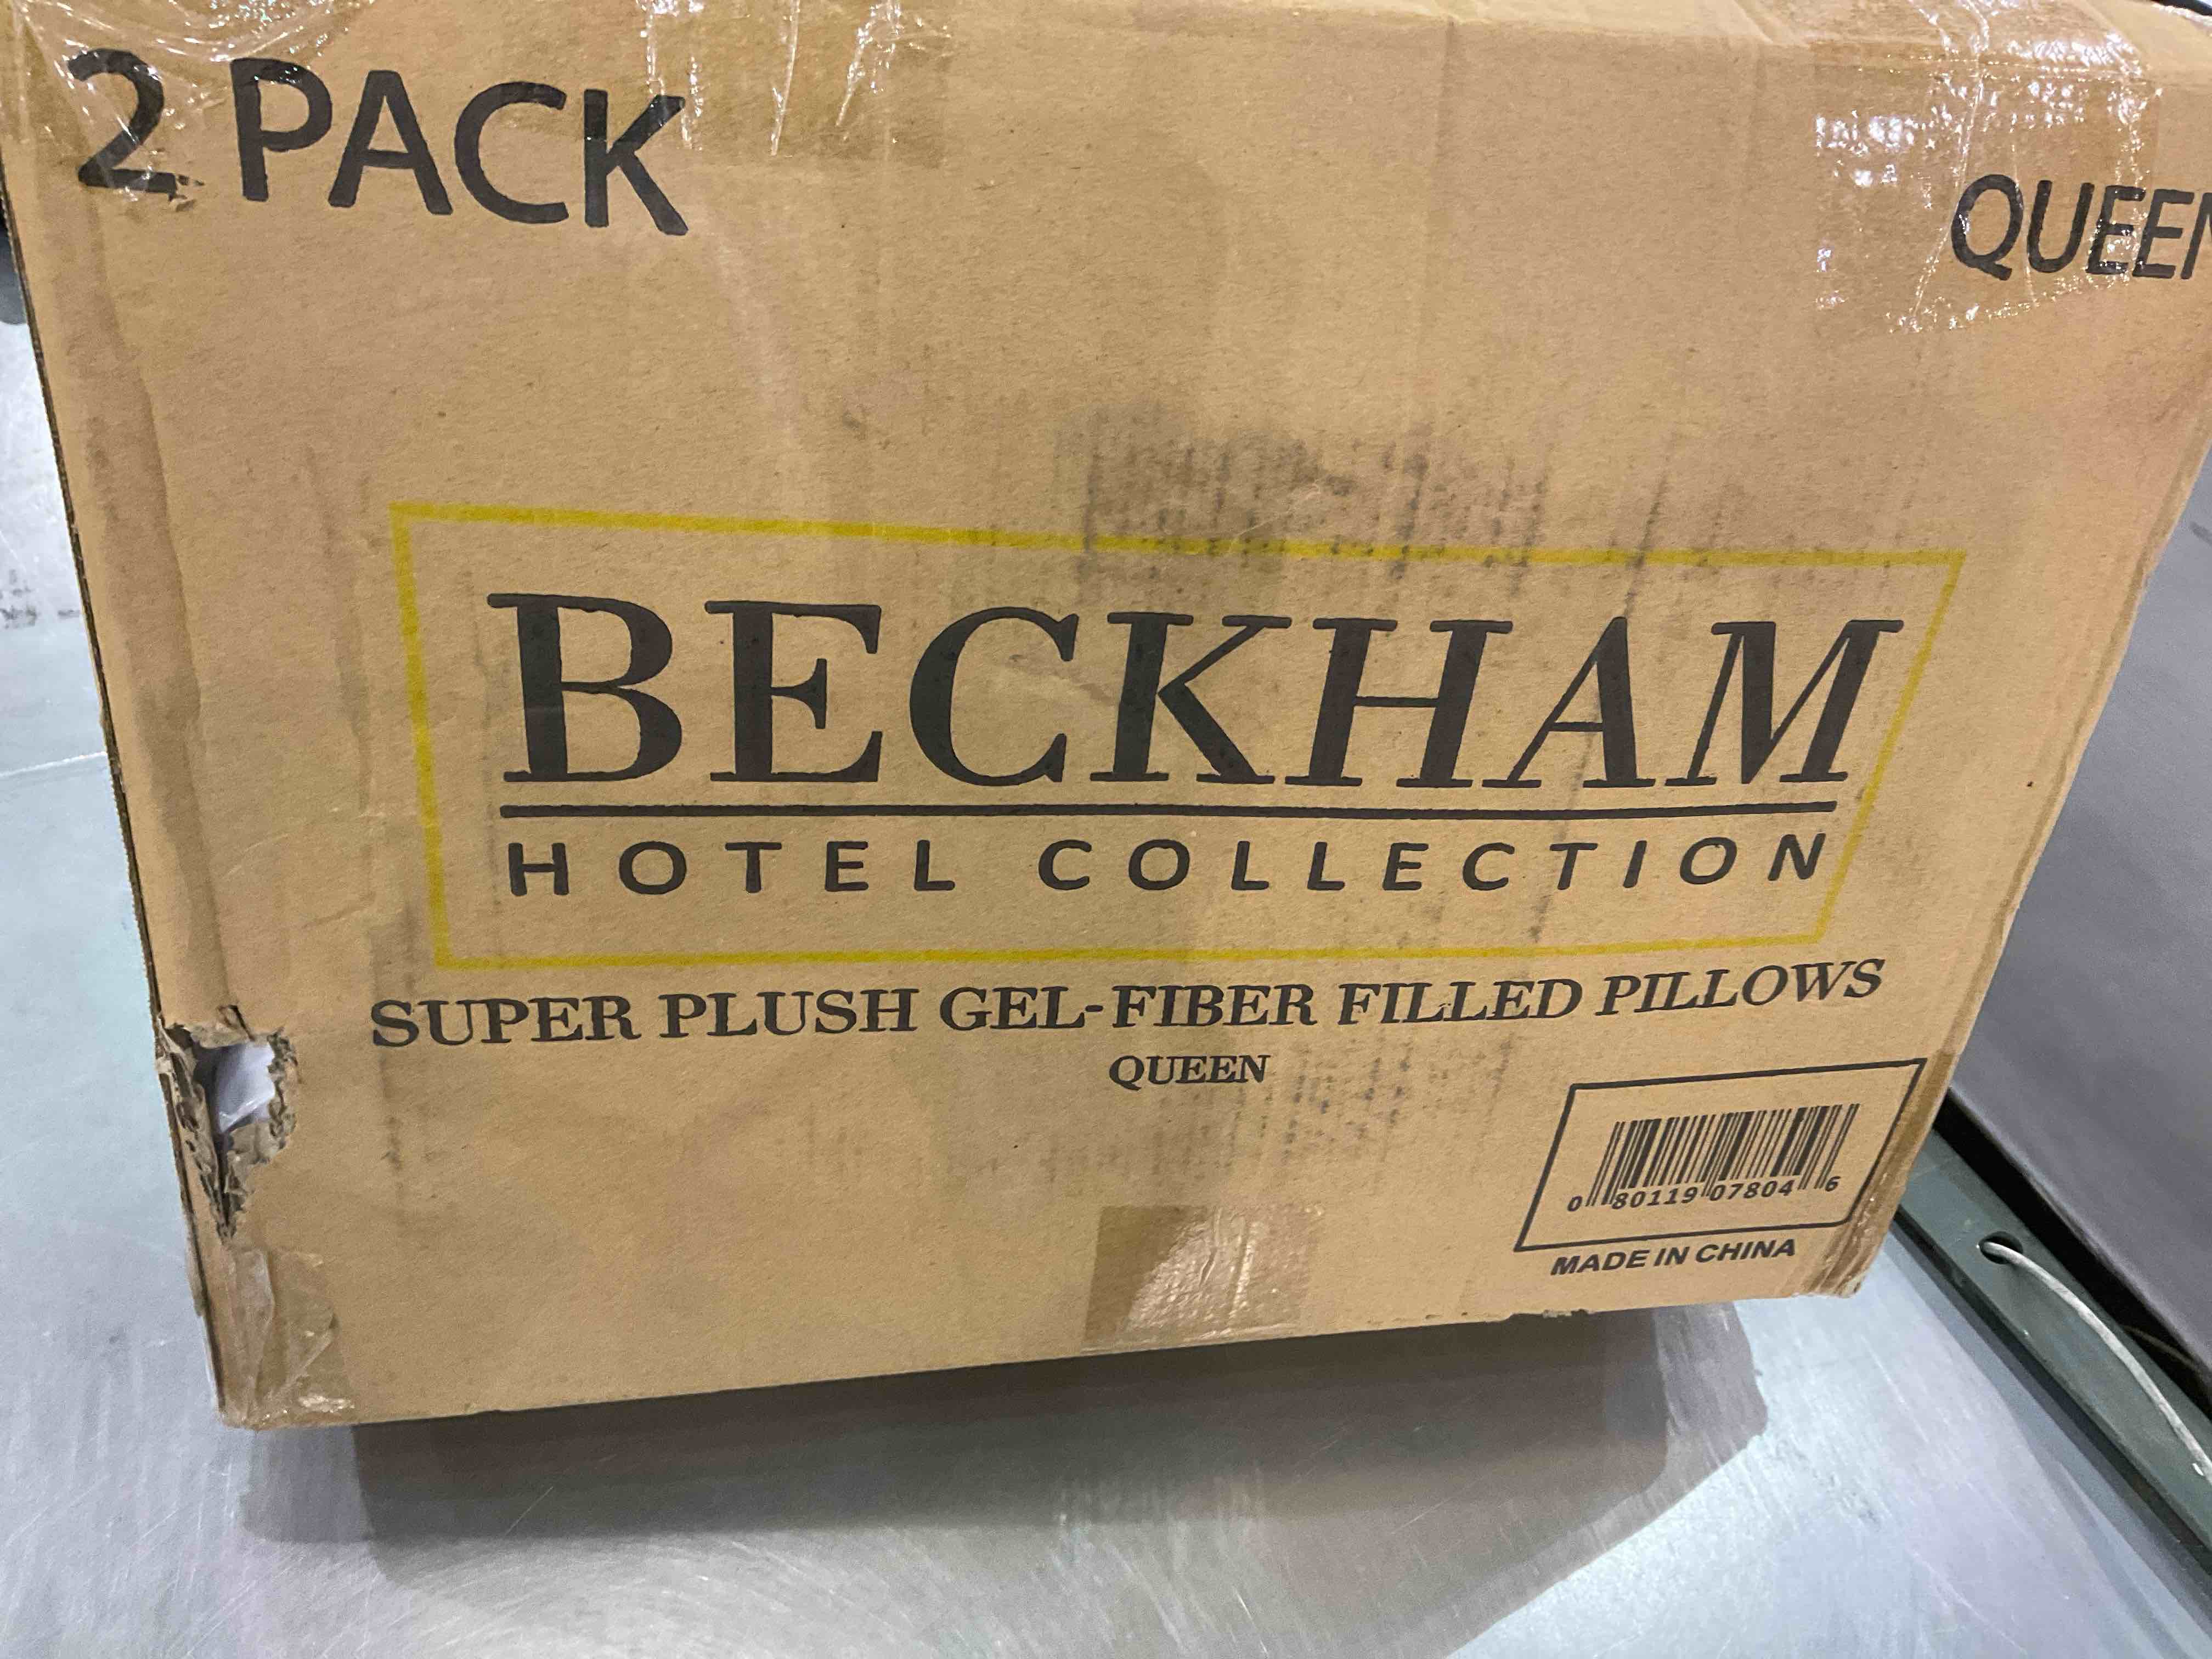 2 PACK
QUEEN
BECKHAM
HOTEL COLLECTION
SUPER PLUSH GEL-FIBER FILLED PILLOWS
QUEEN
0 80119 07804 6
MADE IN CHINA